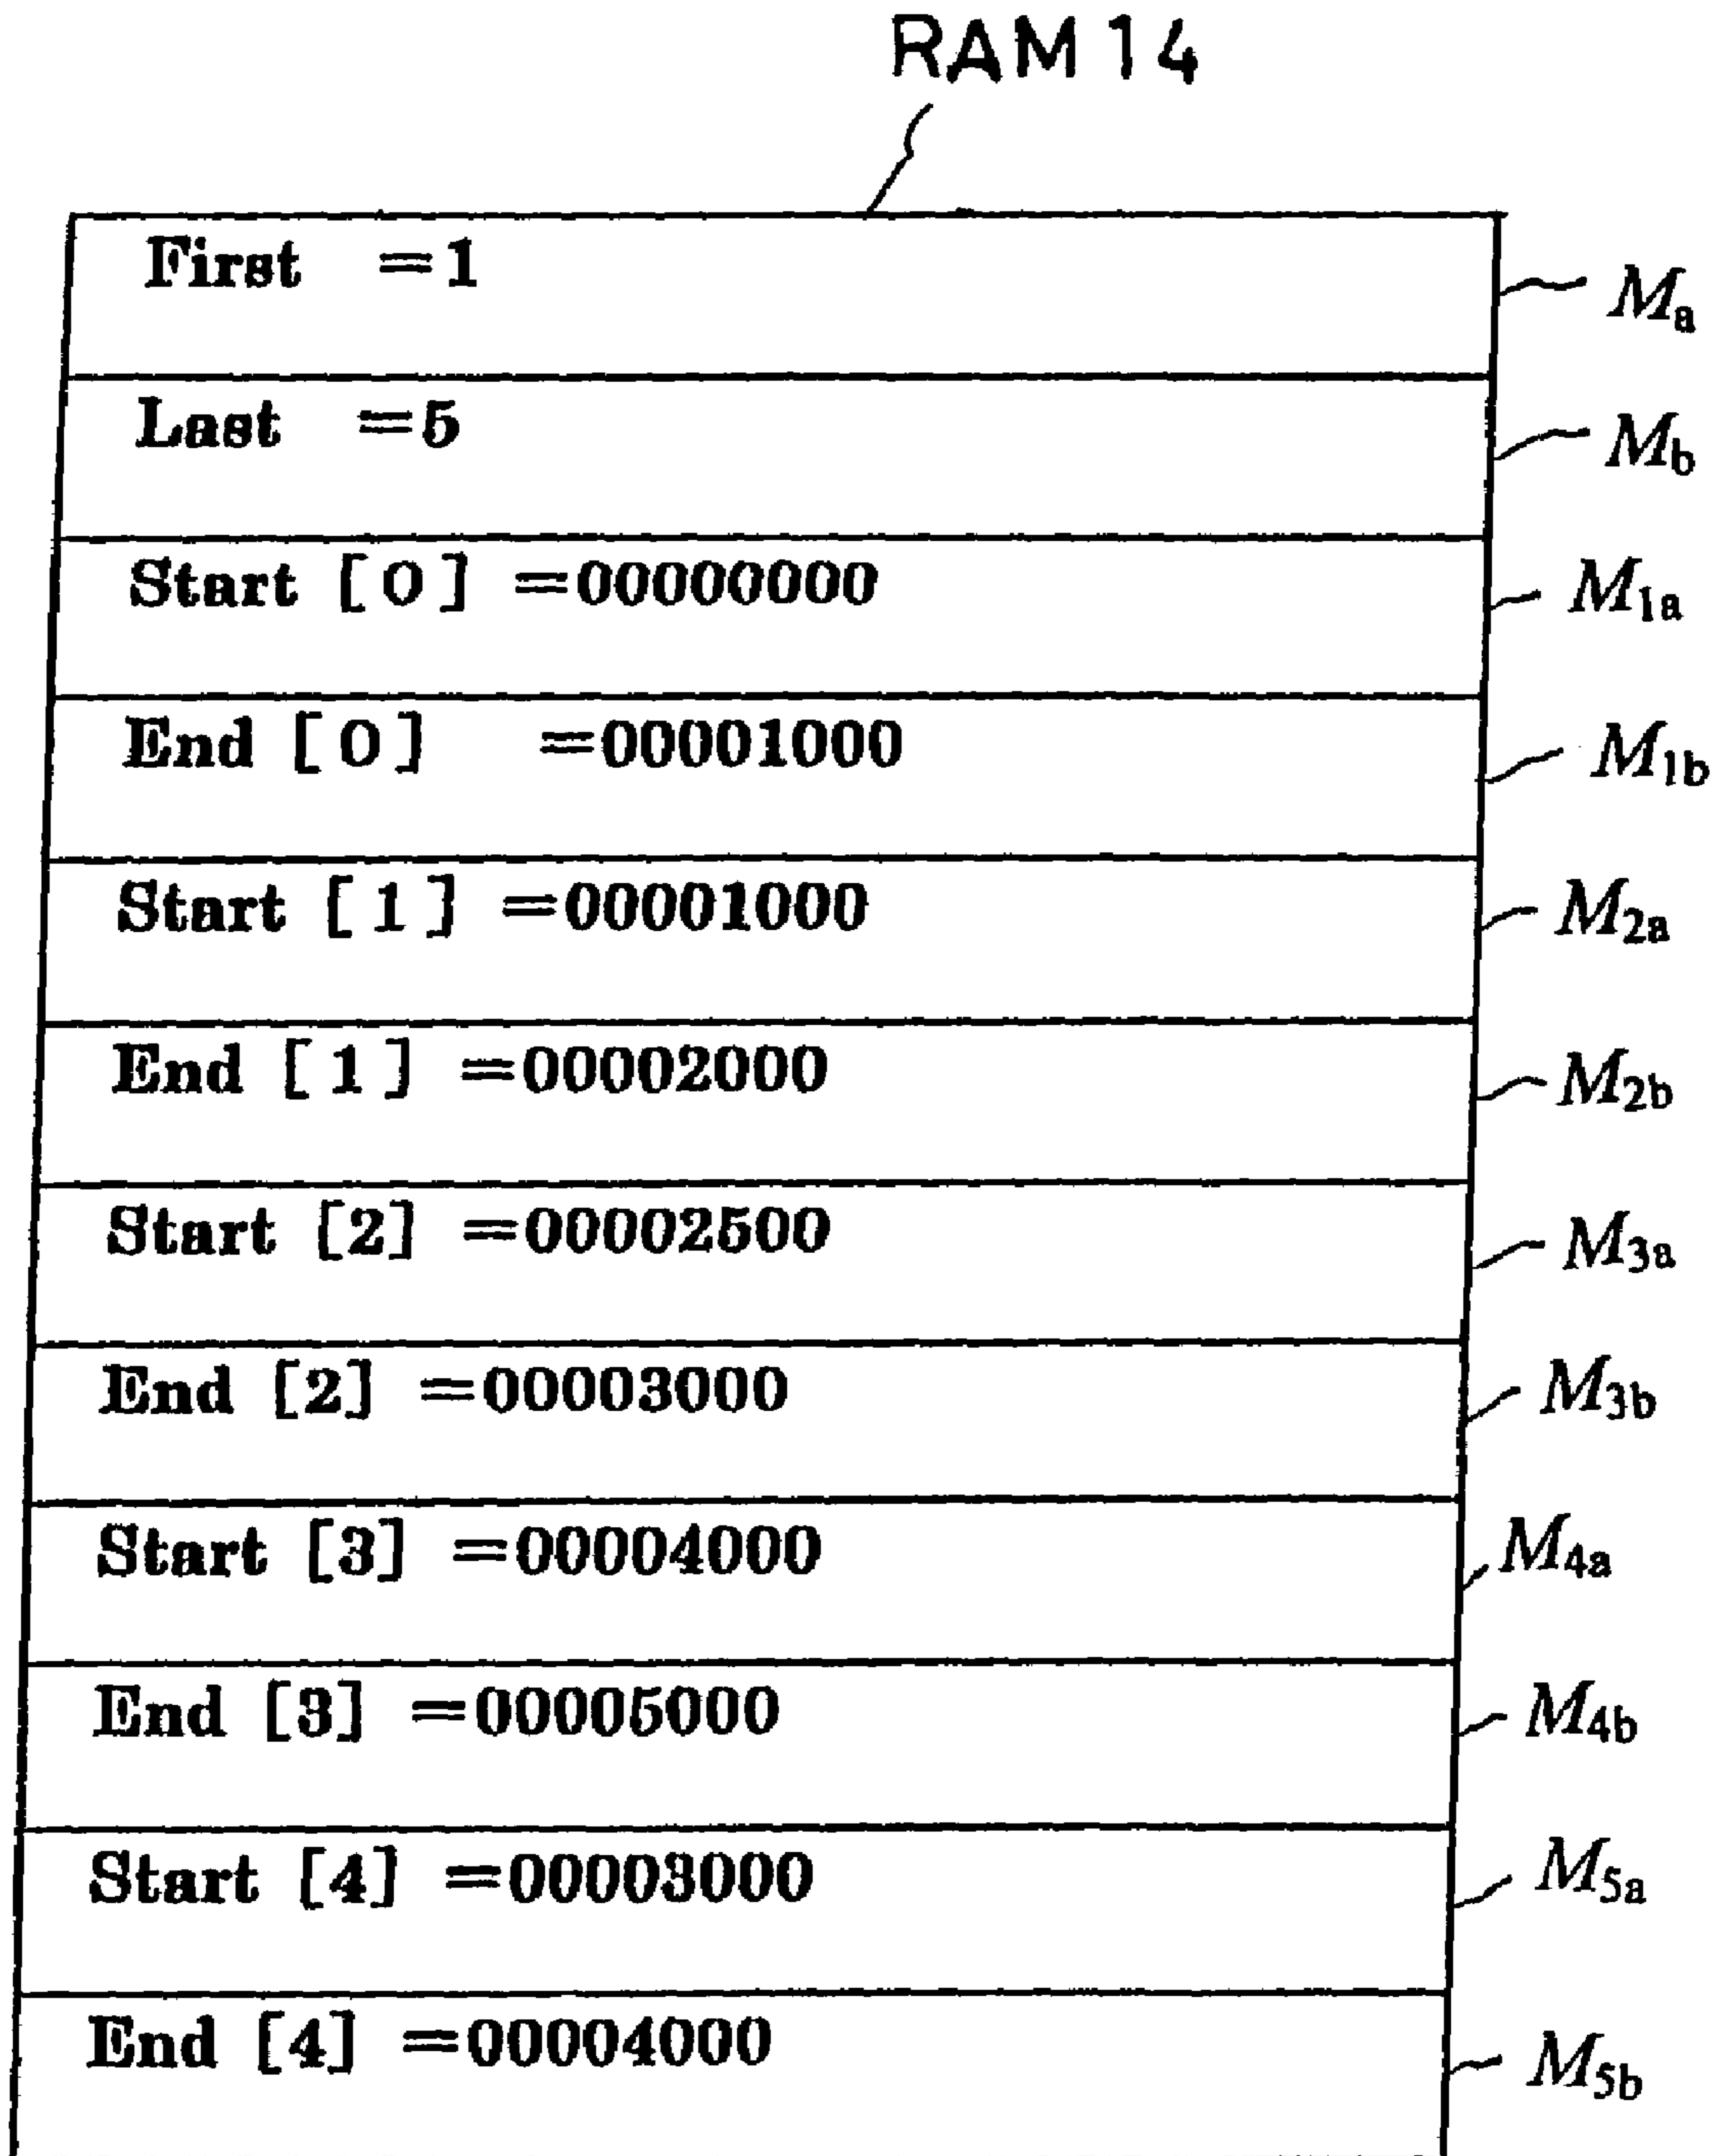 RAM 14
First =1 Ma
Last =5 Mb
Start [0] =00000000 M1a
End [0] =00001000 M1b
Start [1] =00001000 M2a
End [1] =00002000 M2b
Start [2] =00002500 M3a
End [2] =00003000 M3b
Start [3] =00004000 M4a
End [3] =00005000 M4b
Start [4] =00003000 M5a
End [4] =00004000 M5b